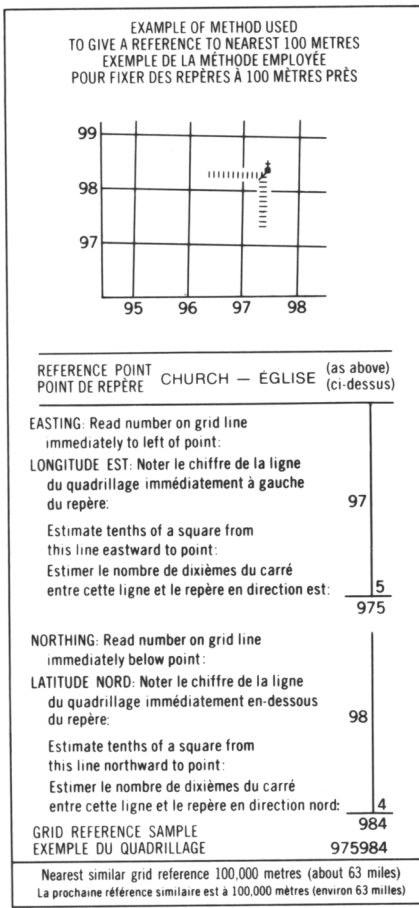 EXAMPLE OF METHOD USED
TO GIVE A REFERENCE TO NEAREST 100 METRES
EXEMPLE DE LA MÉTHODE EMPLOYÉE
POUR FIXER DES REPÈRES À 100 MÈTRES PRÈS
99
98
97
95 96 97 98
REFERENCE POINT
POINT DE REPÈRE CHURCH — ÉGLISE (as above)
(ci-dessus)
EASTING: Read number on grid line
immediately to left of point:
LONGITUDE EST: Noter le chiffre de la ligne
du quadrillage immédiatement à gauche
du repère: 97
Estimate tenths of a square from
this line eastward to point:
Estimer le nombre de dixièmes du carré
entre cette ligne et le repère en direction est: 5
975
NORTHING: Read number on grid line
immediately below point:
LATITUDE NORD: Noter le chiffre de la ligne
du quadrillage immédiatement en-dessous
du repère: 98
Estimate tenths of a square from
this line northward to point:
Estimer le nombre de dixièmes du carré
entre cette ligne et le repère en direction nord: 4
GRID REFERENCE SAMPLE 984
EXEMPLE DU QUADRILLAGE 975984
Nearest similar grid reference 100,000 metres (about 63 miles)
La prochaine référence similaire est à 100,000 mètres (environ 63 milles)